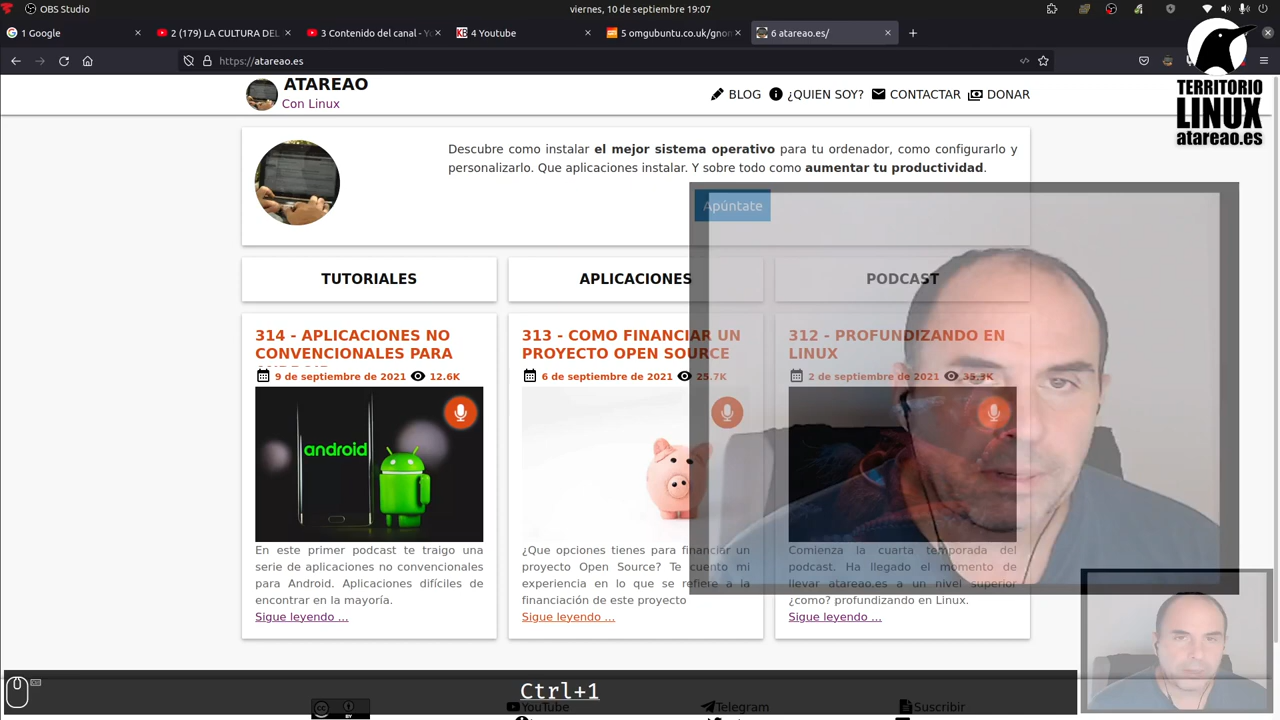 OBS Studio
viernes, 10 de septiembre 19:07
1 Google
2 (179) LA CULTURA DEL
3 Contenido del canal - Yo
KB 4 Youtube
5 omgubuntu.co.uk/gnom
6 atareao.es/
https://atareao.es
TERRITORIO
LINUX
atareao.es
ATAREAO
Con Linux
BLOG
¿QUIEN SOY?
CONTACTAR
DONAR
Descubre como instalar el mejor sistema operativo para tu ordenador, como configurarlo y
personalizarlo. Que aplicaciones instalar. Y sobre todo como aumentar tu productividad.
Apúntate
TUTORIALES
APLICACIONES
PODCAST
314 - APLICACIONES NO
CONVENCIONALES PARA
9 de septiembre de 2021 12.6K
android
En este primer podcast te traigo una
serie de aplicaciones no convencionales
para Android. Aplicaciones difíciles de
encontrar en la mayoría.
Sigue leyendo ...
313 - COMO FINANCIAR UN
PROYECTO OPEN SOURCE
6 de septiembre de 2021 25.7K
¿Que opciones tienes para financiar un
proyecto Open Source? Te cuento mi
experiencia en lo que se refiere a la
financiación de este proyecto
Sigue leyendo ...
312 - PROFUNDIZANDO EN
LINUX
2 de septiembre de 2021 35.3K
Comienza la cuarta temporada del
podcast. Ha llegado el momento de
llevar atareao.es a un nivel superior
¿como? profundizando en Linux.
Sigue leyendo ...
Ctrl+1
BY
YouTube
Telegram
Suscribir